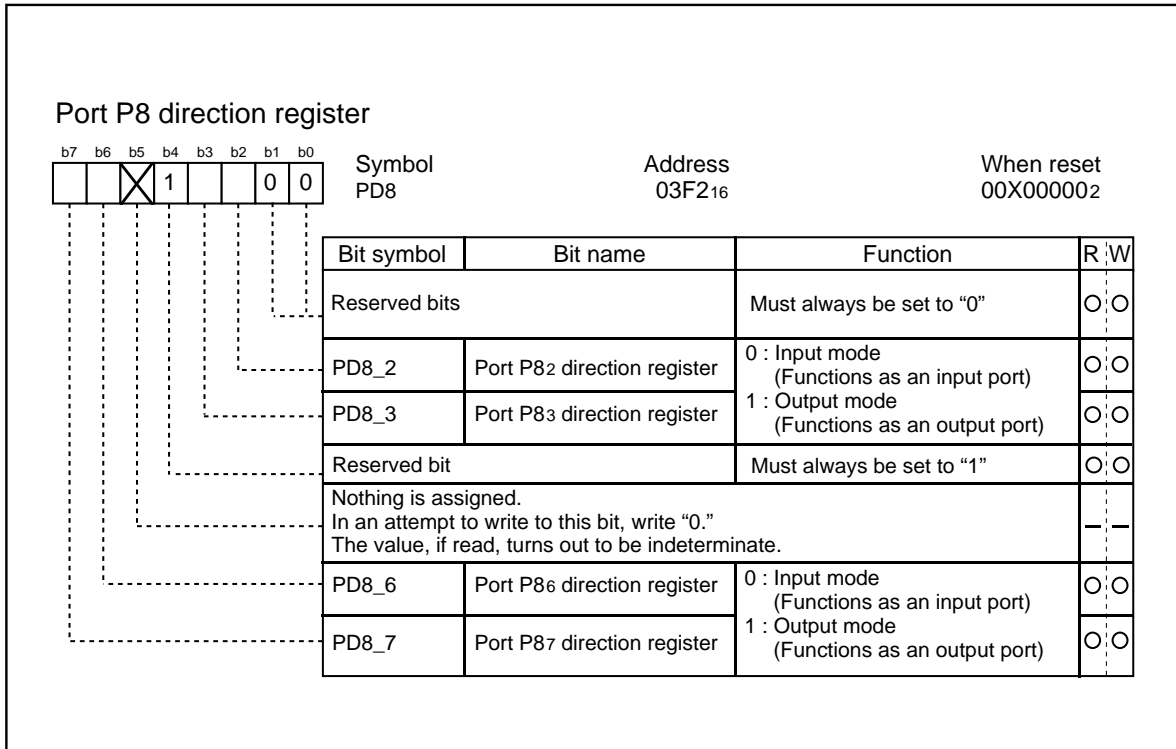 Port P8 direction register
b7 b6 b5 b4 b3 b2 b1 b0
1 0 0
Symbol Address When reset
PD8 03F216 00X000002
Bit symbol Bit name Function R W
Reserved bits Must always be set to “0”
PD8_2 Port P82 direction register
0 : Input mode
(Functions as an input port)
1 : Output mode
(Functions as an output port)
PD8_3 Port P83 direction register
Reserved bit Must always be set to “1”
Nothing is assigned.
In an attempt to write to this bit, write “0.”
The value, if read, turns out to be indeterminate.
PD8_6 Port P86 direction register
0 : Input mode
(Functions as an input port)
1 : Output mode
(Functions as an output port)
PD8_7 Port P87 direction register